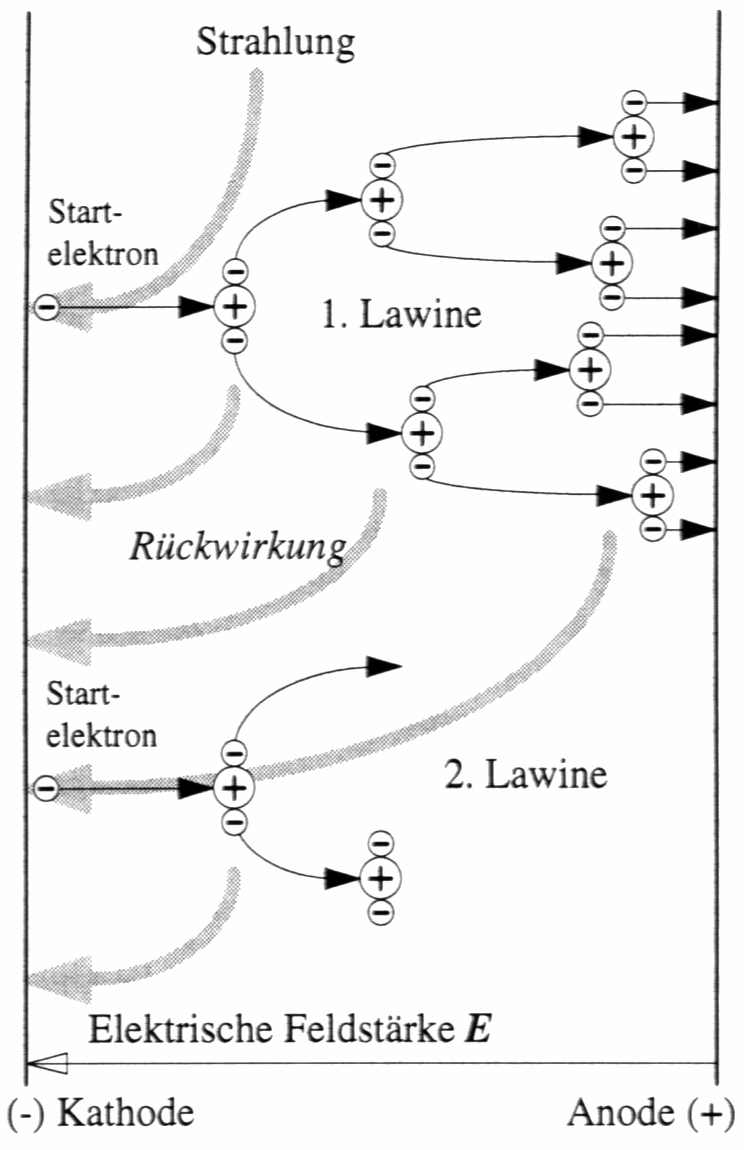 Strahlung
Start-
elektron
1. Lawine
Rückwirkung
Start-
elektron
2. Lawine
Elektrische Feldstärke E
(-) Kathode
Anode (+)